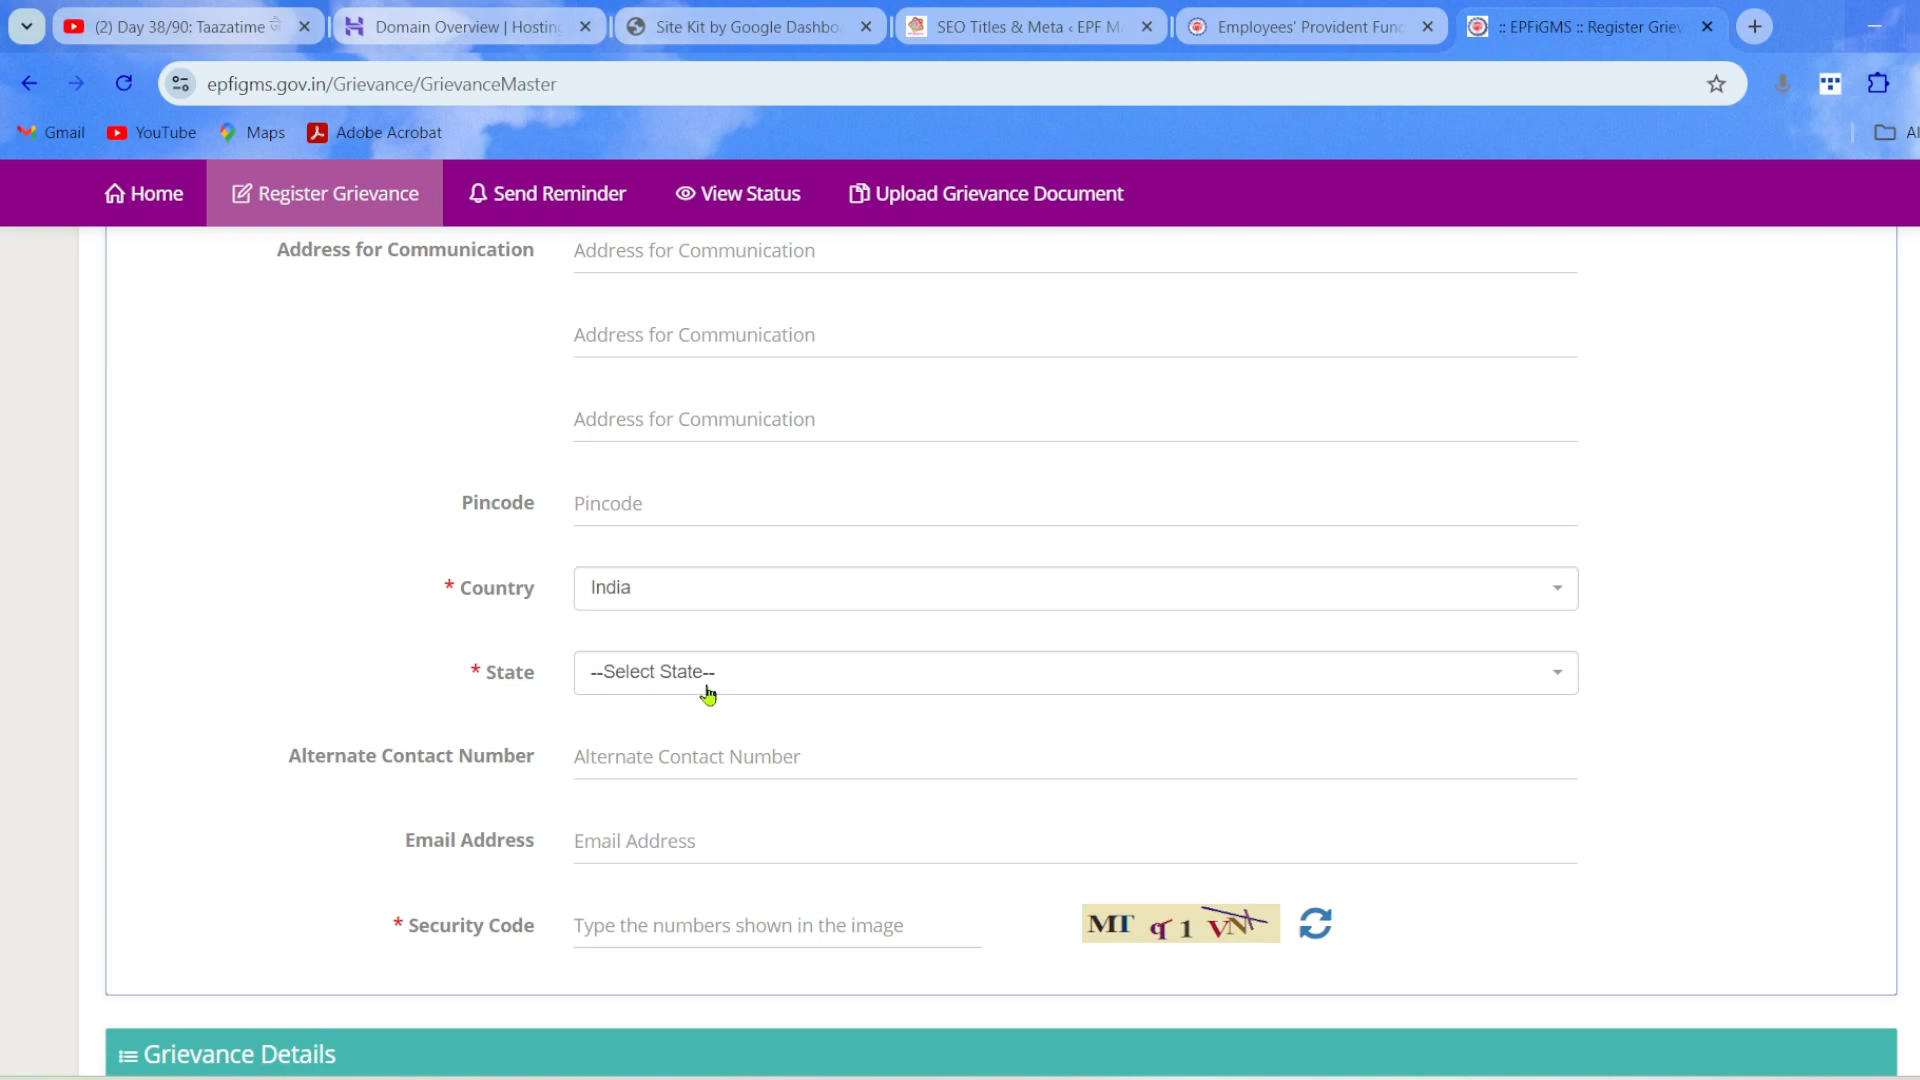 (2) Day 38/90: Taazatime
Domain Overview | Hosting
Site Kit by Google Dashbo
SEO Titles & Meta ‹ EPF M
Employees' Provident Fund
:: EPFiGMS :: Register Griev
epfigms.gov.in/Grievance/GrievanceMaster
Gmail
YouTube
Maps
Adobe Acrobat
Al
Home
Register Grievance
Send Reminder
View Status
Upload Grievance Document
Address for Communication
Address for Communication
Address for Communication
Address for Communication
Pincode
Pincode
* Country
India
* State
--Select State--
Alternate Contact Number
Alternate Contact Number
Email Address
Email Address
* Security Code
Type the numbers shown in the image
Grievance Details